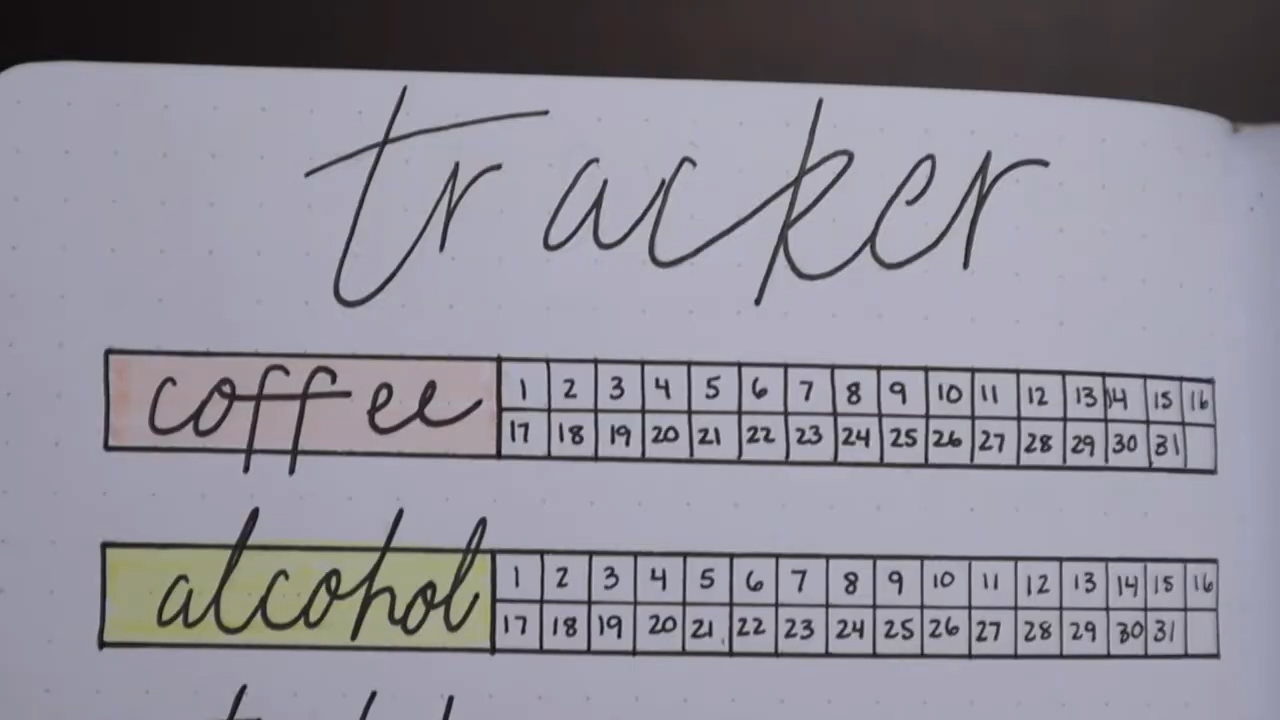 tracker
coffee 1 2 3 4 5 6 7 8 9 10 11 12 13 14 15 16
17 18 19 20 21 22 23 24 25 26 27 28 29 30 31
alcohol 1 2 3 4 5 6 7 8 9 10 11 12 13 14 15 16
17 18 19 20 21 22 23 24 25 26 27 28 29 30 31